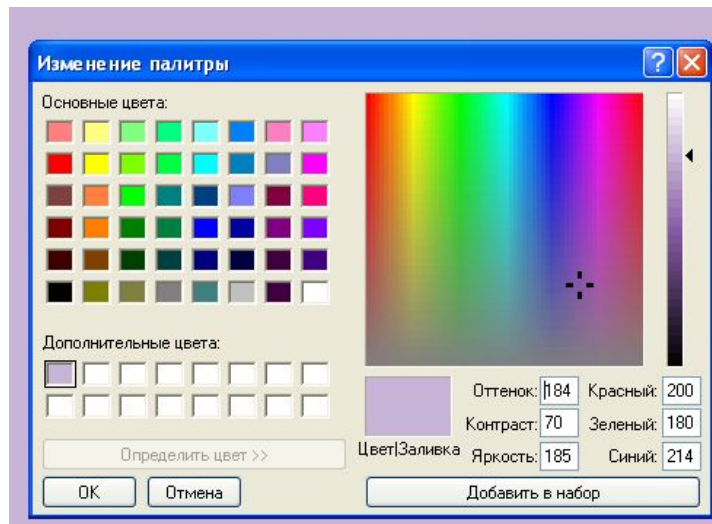 Изменение палитры
Основные цвета:
Дополнительные цвета:
Определить цвет >>
ОК
Отмена
Цвет|Заливка
Оттенок: 184
Контраст: 70
Яркость: 185
Красный: 200
Зеленый: 180
Синий: 214
Добавить в набор